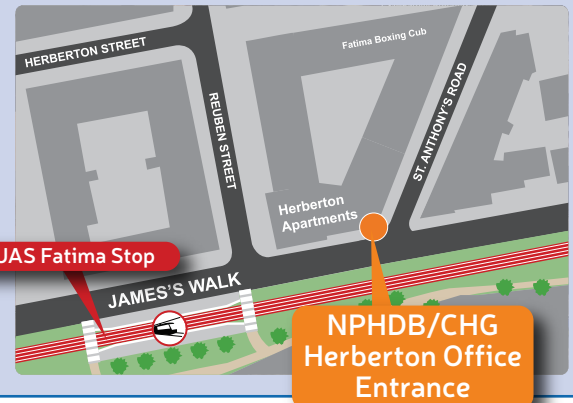 HERBERTON STREET
Fatima Boxing Cub
REUBEN STREET
ST. ANTHONY'S ROAD
Herberton
Apartments
UAS Fatima Stop
JAMES'S WALK
NPHDB/CHG
Herberton Office
Entrance